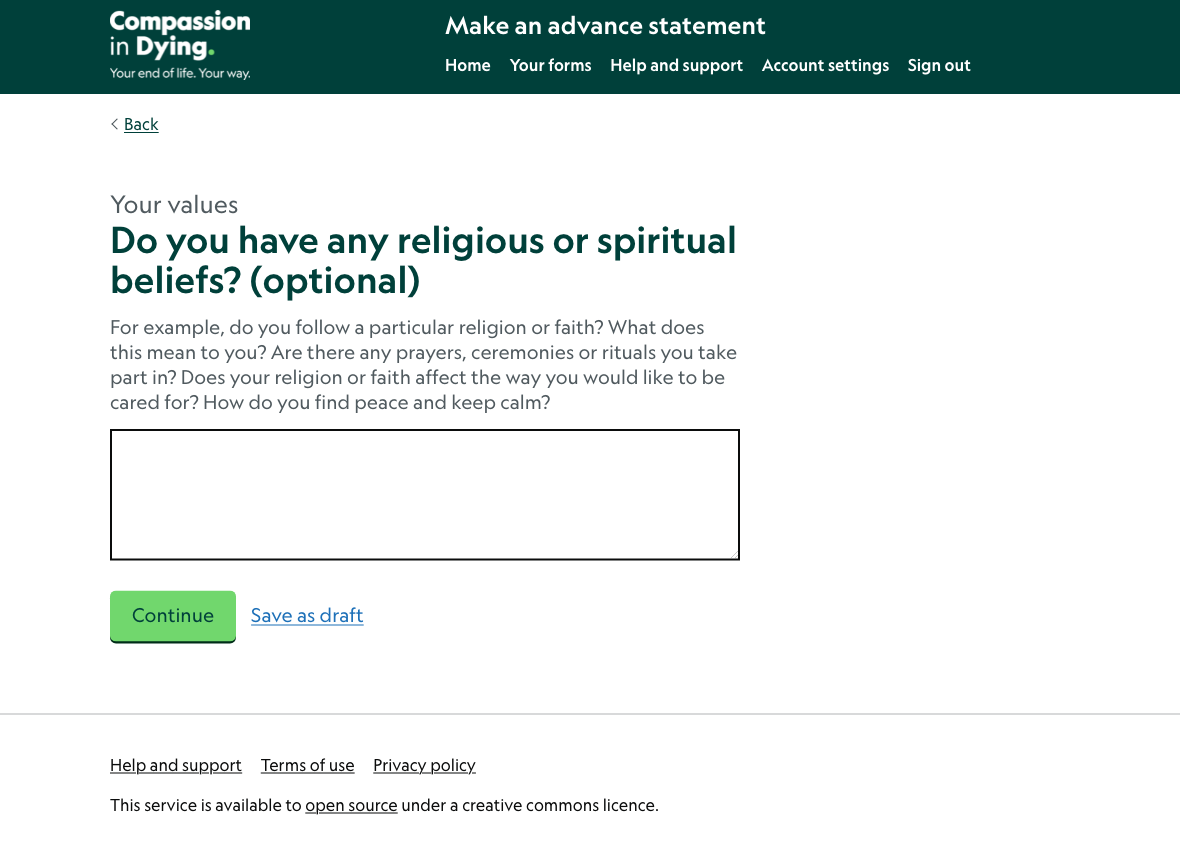 Compassion
in Dying.
Your end of life. Your way.
Make an advance statement
Home Your forms Help and support Account settings Sign out
Back
Your values
Do you have any religious or spiritual
beliefs? (optional)
For example, do you follow a particular religion or faith? What does
this mean to you? Are there any prayers, ceremonies or rituals you take
part in? Does your religion or faith affect the way you would like to be
cared for? How do you find peace and keep calm?
Continue Save as draft
Help and support Terms of use Privacy policy
This service is available to open source under a creative commons licence.